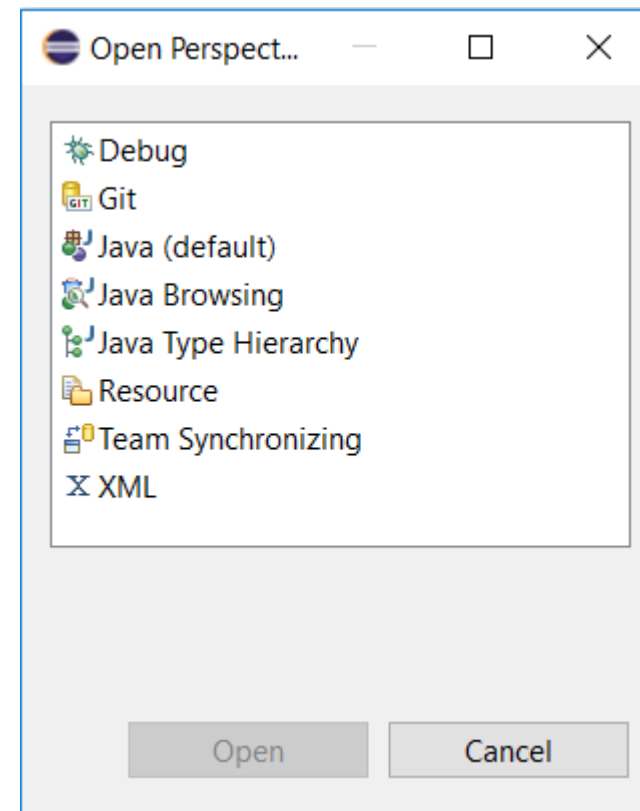 Open Perspect...
Debug
GIT Git
Java (default)
Java Browsing
Java Type Hierarchy
Resource
Team Synchronizing
X XML
Open Cancel